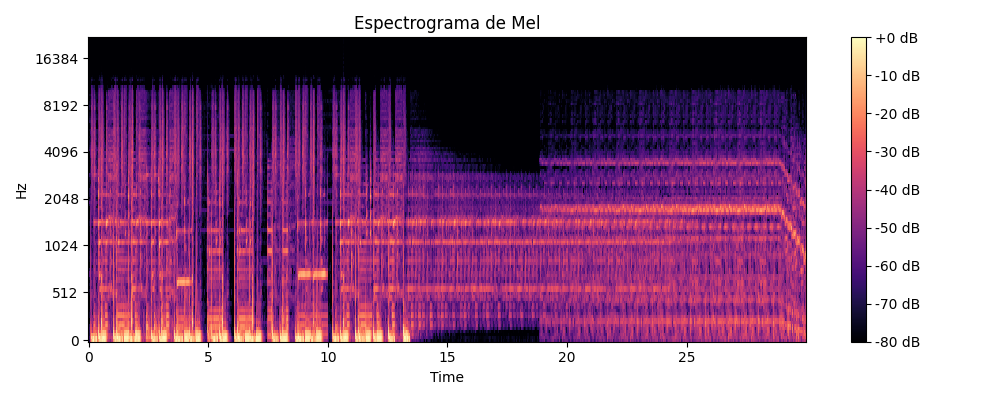 Espectrograma de Mel
Hz
16384
8192
4096
2048
1024
512
0
0 5 10 15 20 25
Time
+0 dB
-10 dB
-20 dB
-30 dB
-40 dB
-50 dB
-60 dB
-70 dB
-80 dB